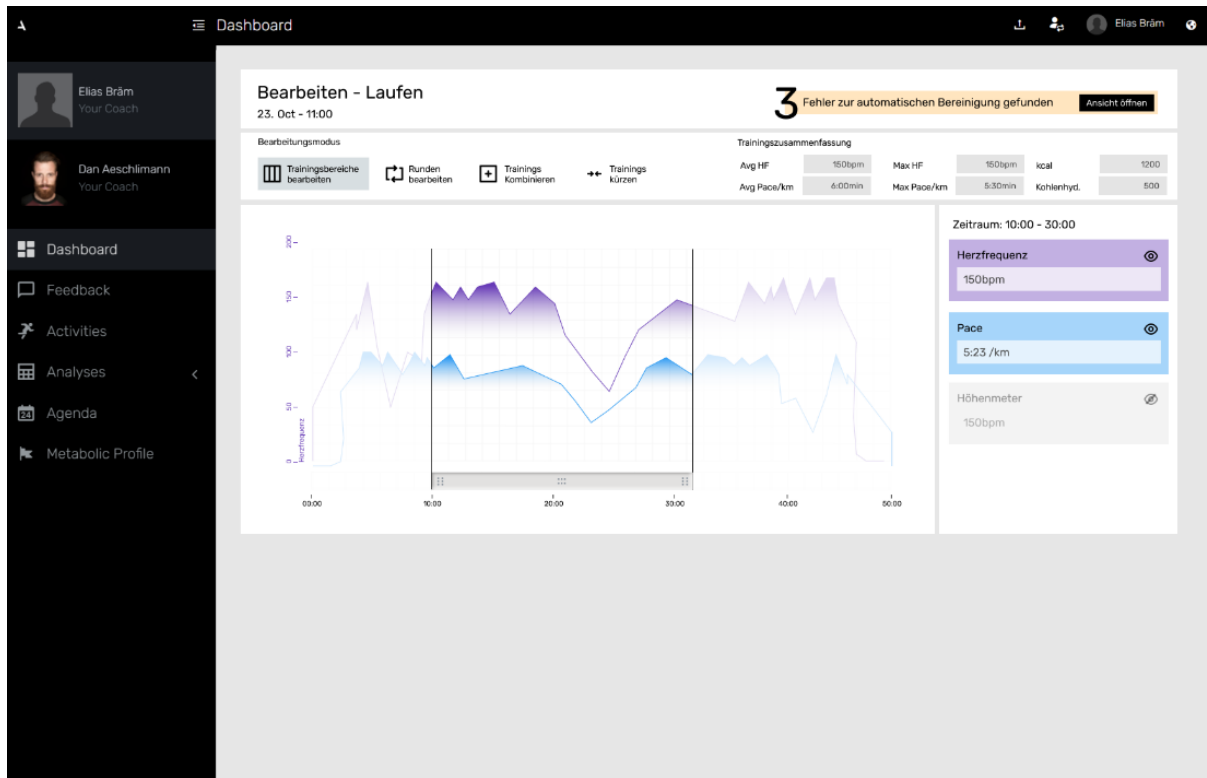 Dashboard
Elias Bräm
Elias Bräm
Your Coach
Dan Aeschlimann
Your Coach
Dashboard
Feedback
Activities
Analyses
24 Agenda
Metabolic Profile
Bearbeiten - Laufen
23. Oct - 11:00
3 Fehler zur automatischen Bereinigung gefunden
Ansicht öffnen
Bearbeitungsmodus
Trainingsbereiche
bearbeiten
Runden
bearbeiten
Trainings
Kombinieren
Trainings
kürzen
Trainingszusammenfassung
Avg HF 150bpm Max HF 150bpm kcal 1200
Avg Pace/km 6:00min Max Pace/km 5:30min Kohlenhyd. 500
200
150
100
50
0
Herzfrequenz
00:00 10:00 20:00 30:00 40:00 50:00
Zeitraum: 10:00 - 30:00
Herzfrequenz
150bpm
Pace
5:23 /km
Höhenmeter
150bpm